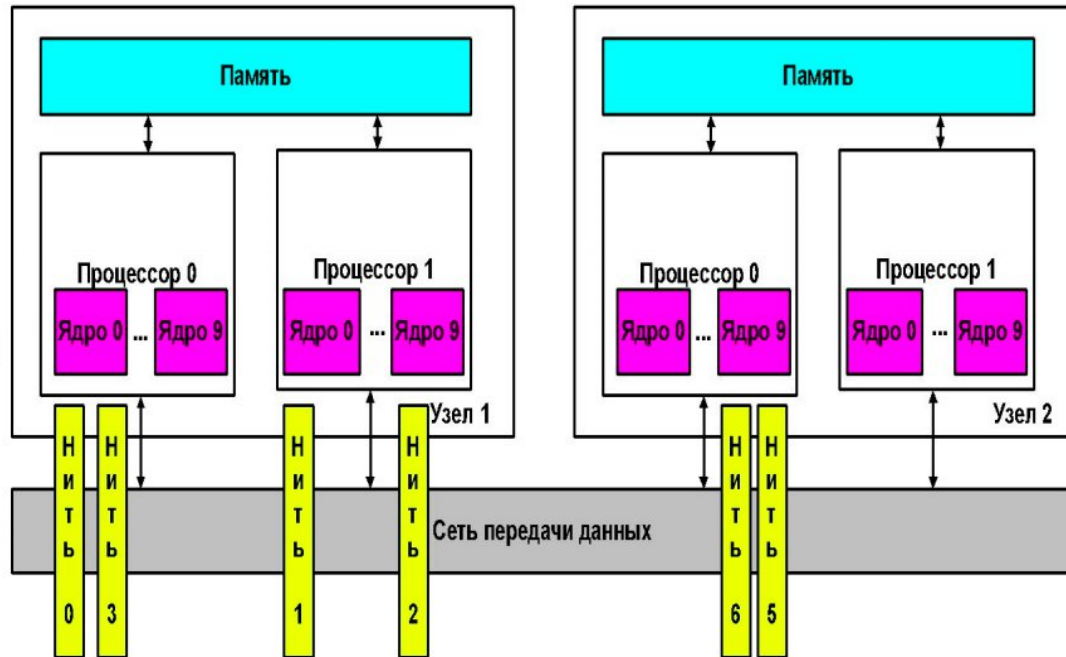 Память
Память
Процессор 0
Процессор 1
Процессор 0
Процессор 1
Ядро 0 ... Ядро 9
Ядро 0 ... Ядро 9
Ядро 0 ... Ядро 9
Ядро 0 ... Ядро 9
Узел 1
Узел 2
Нить 0
Нить 3
Нить 1
Нить 2
Нить 6
Нить 5
Сеть передачи данных